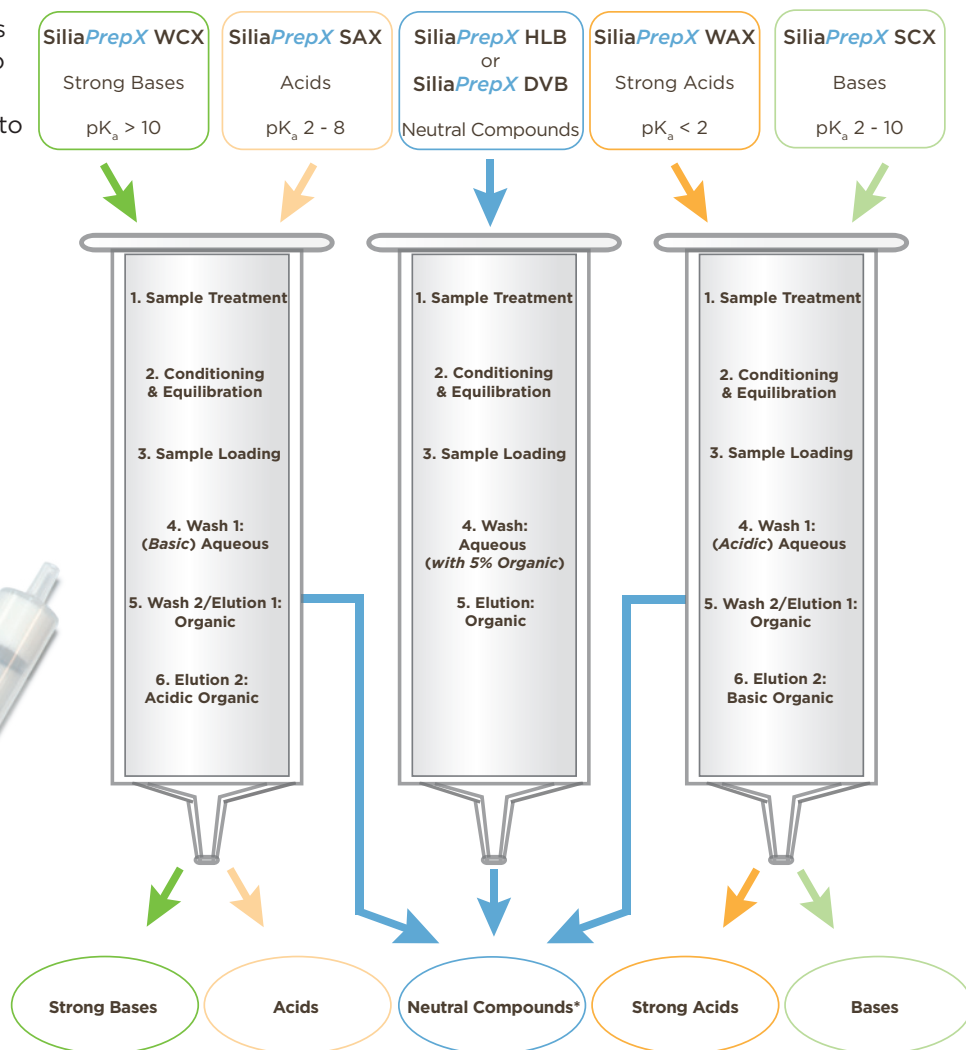 s
to
SiliaPrepX WCX
Strong Bases
pKa > 10
SiliaPrepX SAX
Acids
pKa 2 - 8
SiliaPrepX HLB
or
SiliaPrepX DVB
Neutral Compounds
SiliaPrepX WAX
Strong Acids
pKa < 2
SiliaPrepX SCX
Bases
pKa 2 - 10
1. Sample Treatment
2. Conditioning
& Equilibration
3. Sample Loading
4. Wash 1:
(Basic) Aqueous
5. Wash 2/Elution 1:
Organic
6. Elution 2:
Acidic Organic
1. Sample Treatment
2. Conditioning
& Equilibration
3. Sample Loading
4. Wash:
Aqueous
(with 5% Organic)
5. Elution:
Organic
1. Sample Treatment
2. Conditioning
& Equilibration
3. Sample Loading
4. Wash 1:
(Acidic) Aqueous
5. Wash 2/Elution 1:
Organic
6. Elution 2:
Basic Organic
Strong Bases
Acids
Neutral Compounds*
Strong Acids
Bases